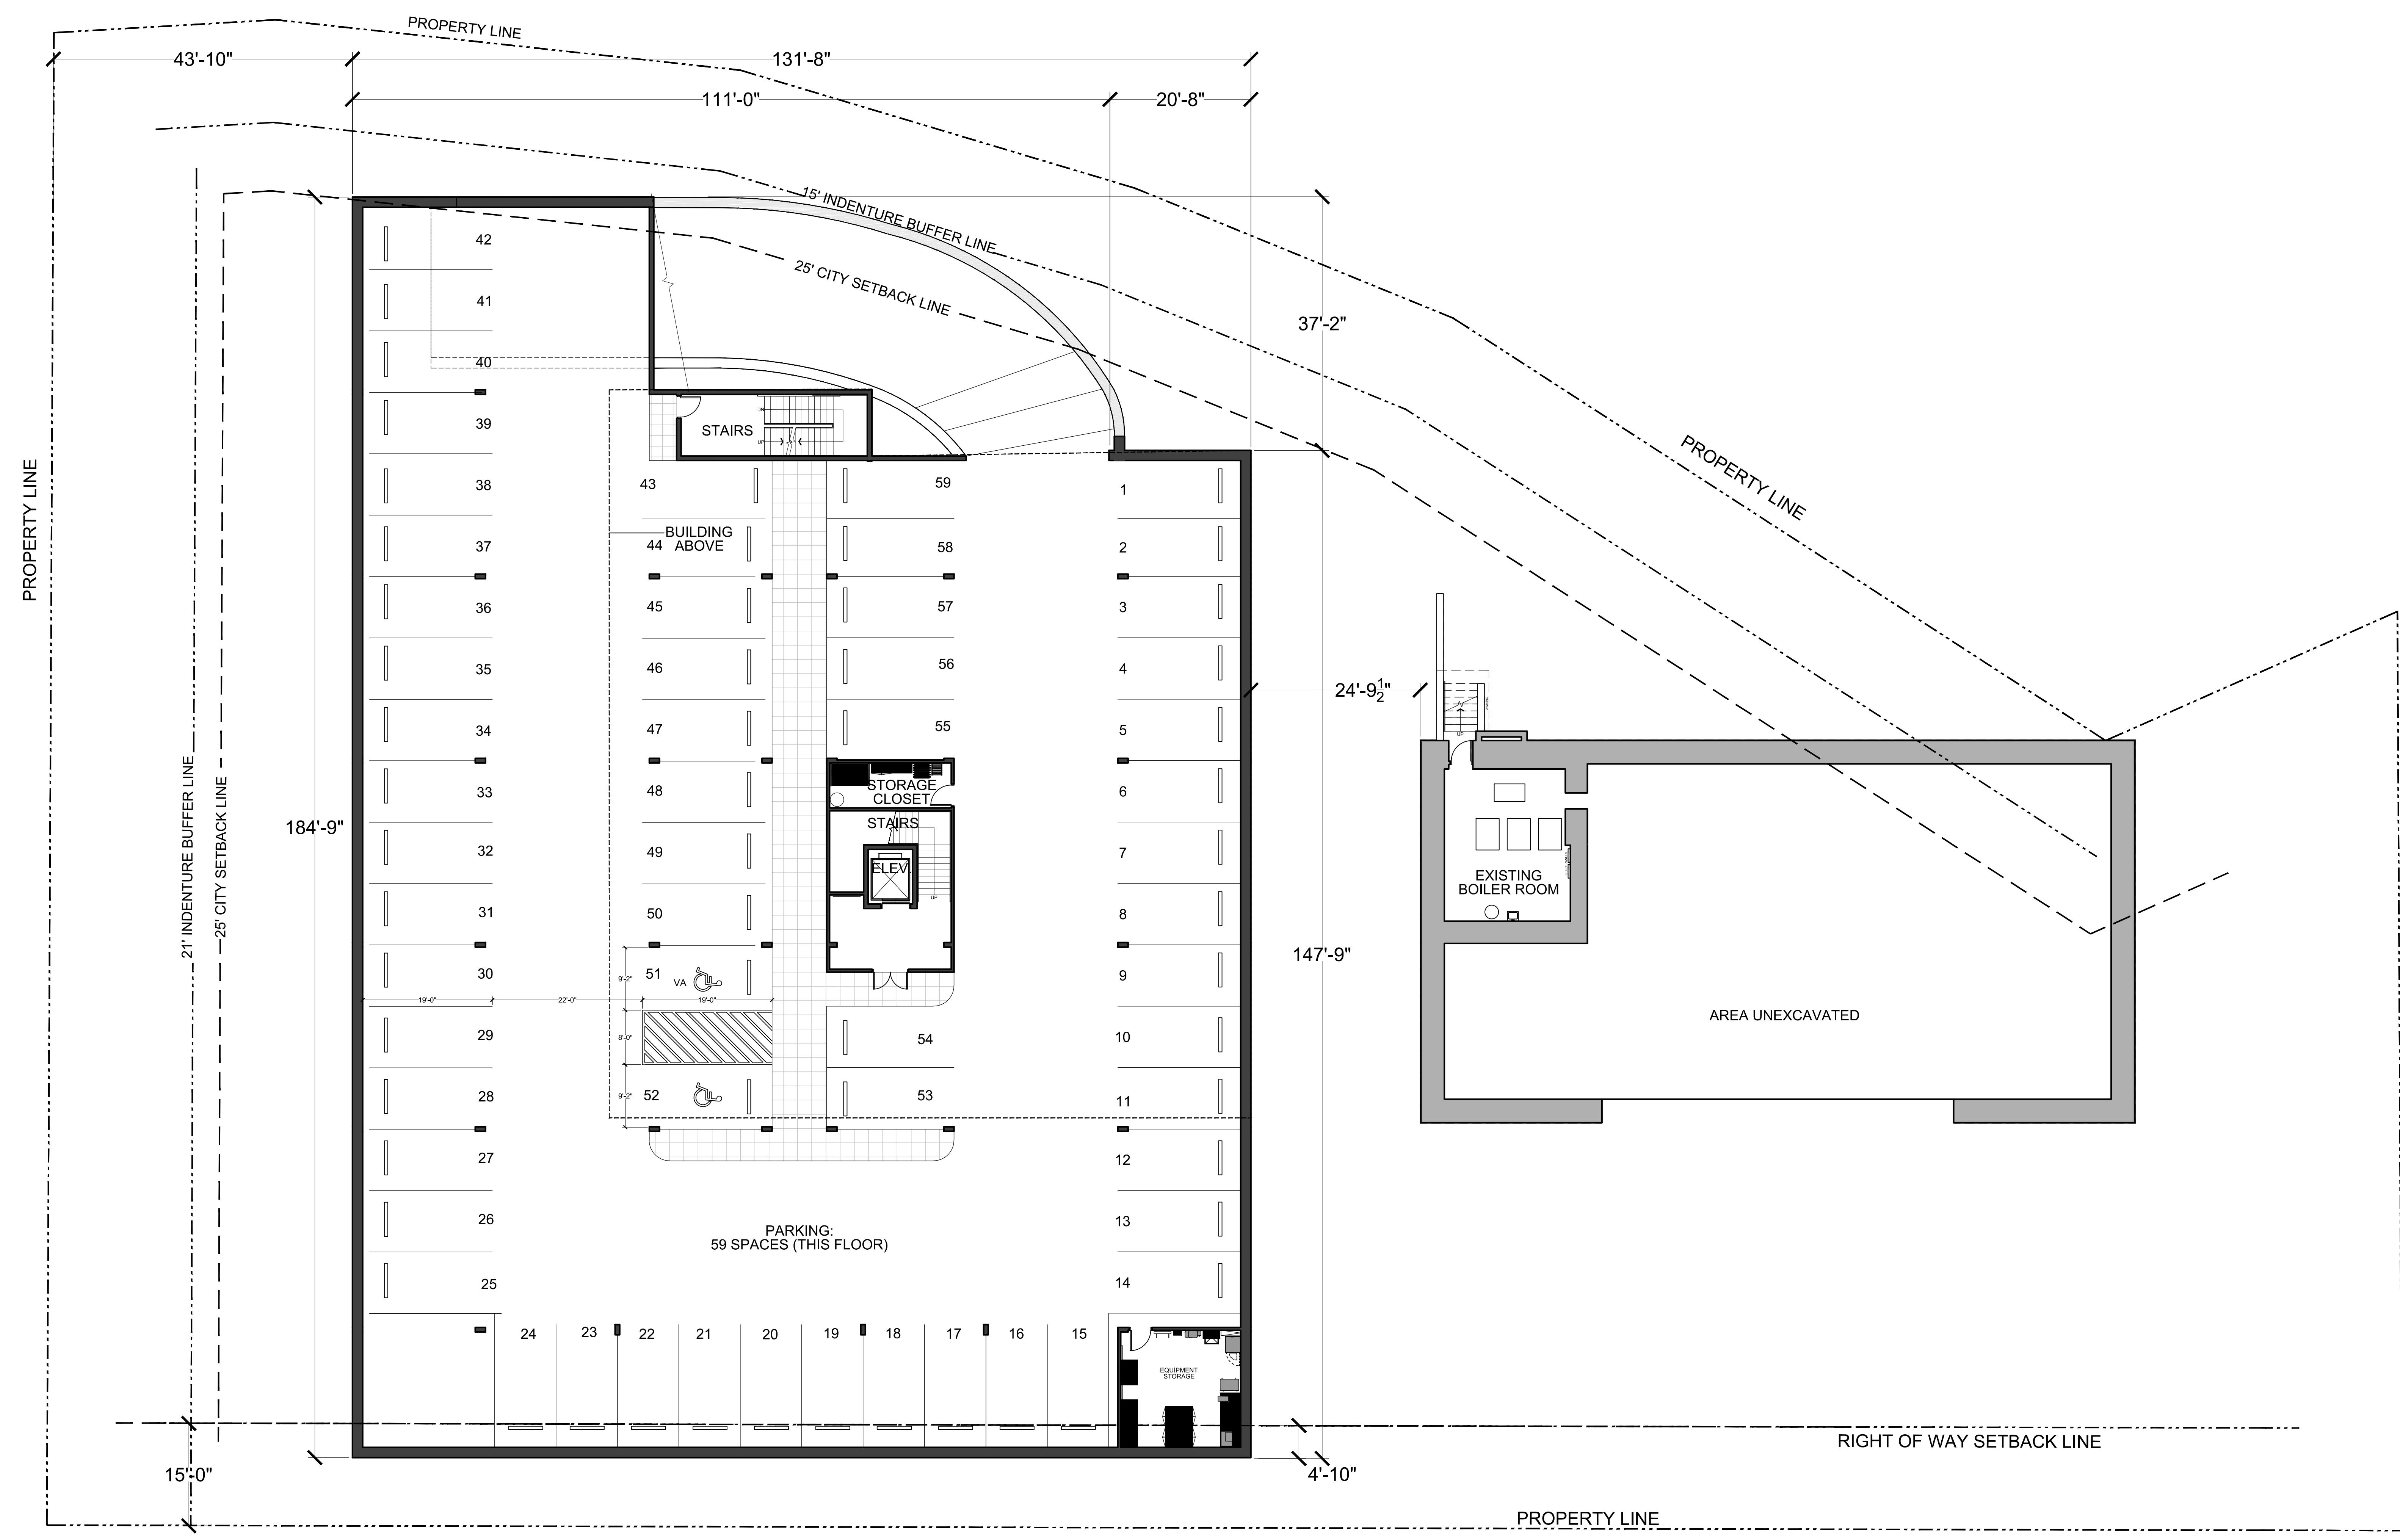 PROPERTY LINE
43'-10"
131'-8"
111'-0"
20'-8"
15' INDENTURE BUFFER LINE
25' CITY SETBACK LINE
37'-2"
42
41
40
39
38
37
36
35
34
33
32
31
30
29
28
27
26
25
DN
UP
STAIRS
43
BUILDING
ABOVE
44
45
46
47
48
49
50
51
VA
52
59
58
57
56
55
STORAGE
CLOSET
STAIRS
ELEV.
UP
54
53
1
2
3
4
5
6
7
8
9
10
11
12
13
14
PROPERTY LINE
21' INDENTURE BUFFER LINE
25' CITY SETBACK LINE
184'-9"
9'-2"
19'-0"
22'-0"
19'-0"
8'-0"
9'-2"
147'-9"
PARKING:
59 SPACES (THIS FLOOR)
24
23
22
21
20
19
18
17
16
15
EQUIPMENT
STORAGE
15'-0"
4'-10"
PROPERTY LINE
24'-9 1/2"
UP
EXISTING
BOILER ROOM
AREA UNEXCAVATED
RIGHT OF WAY SETBACK LINE
PROPERTY LINE